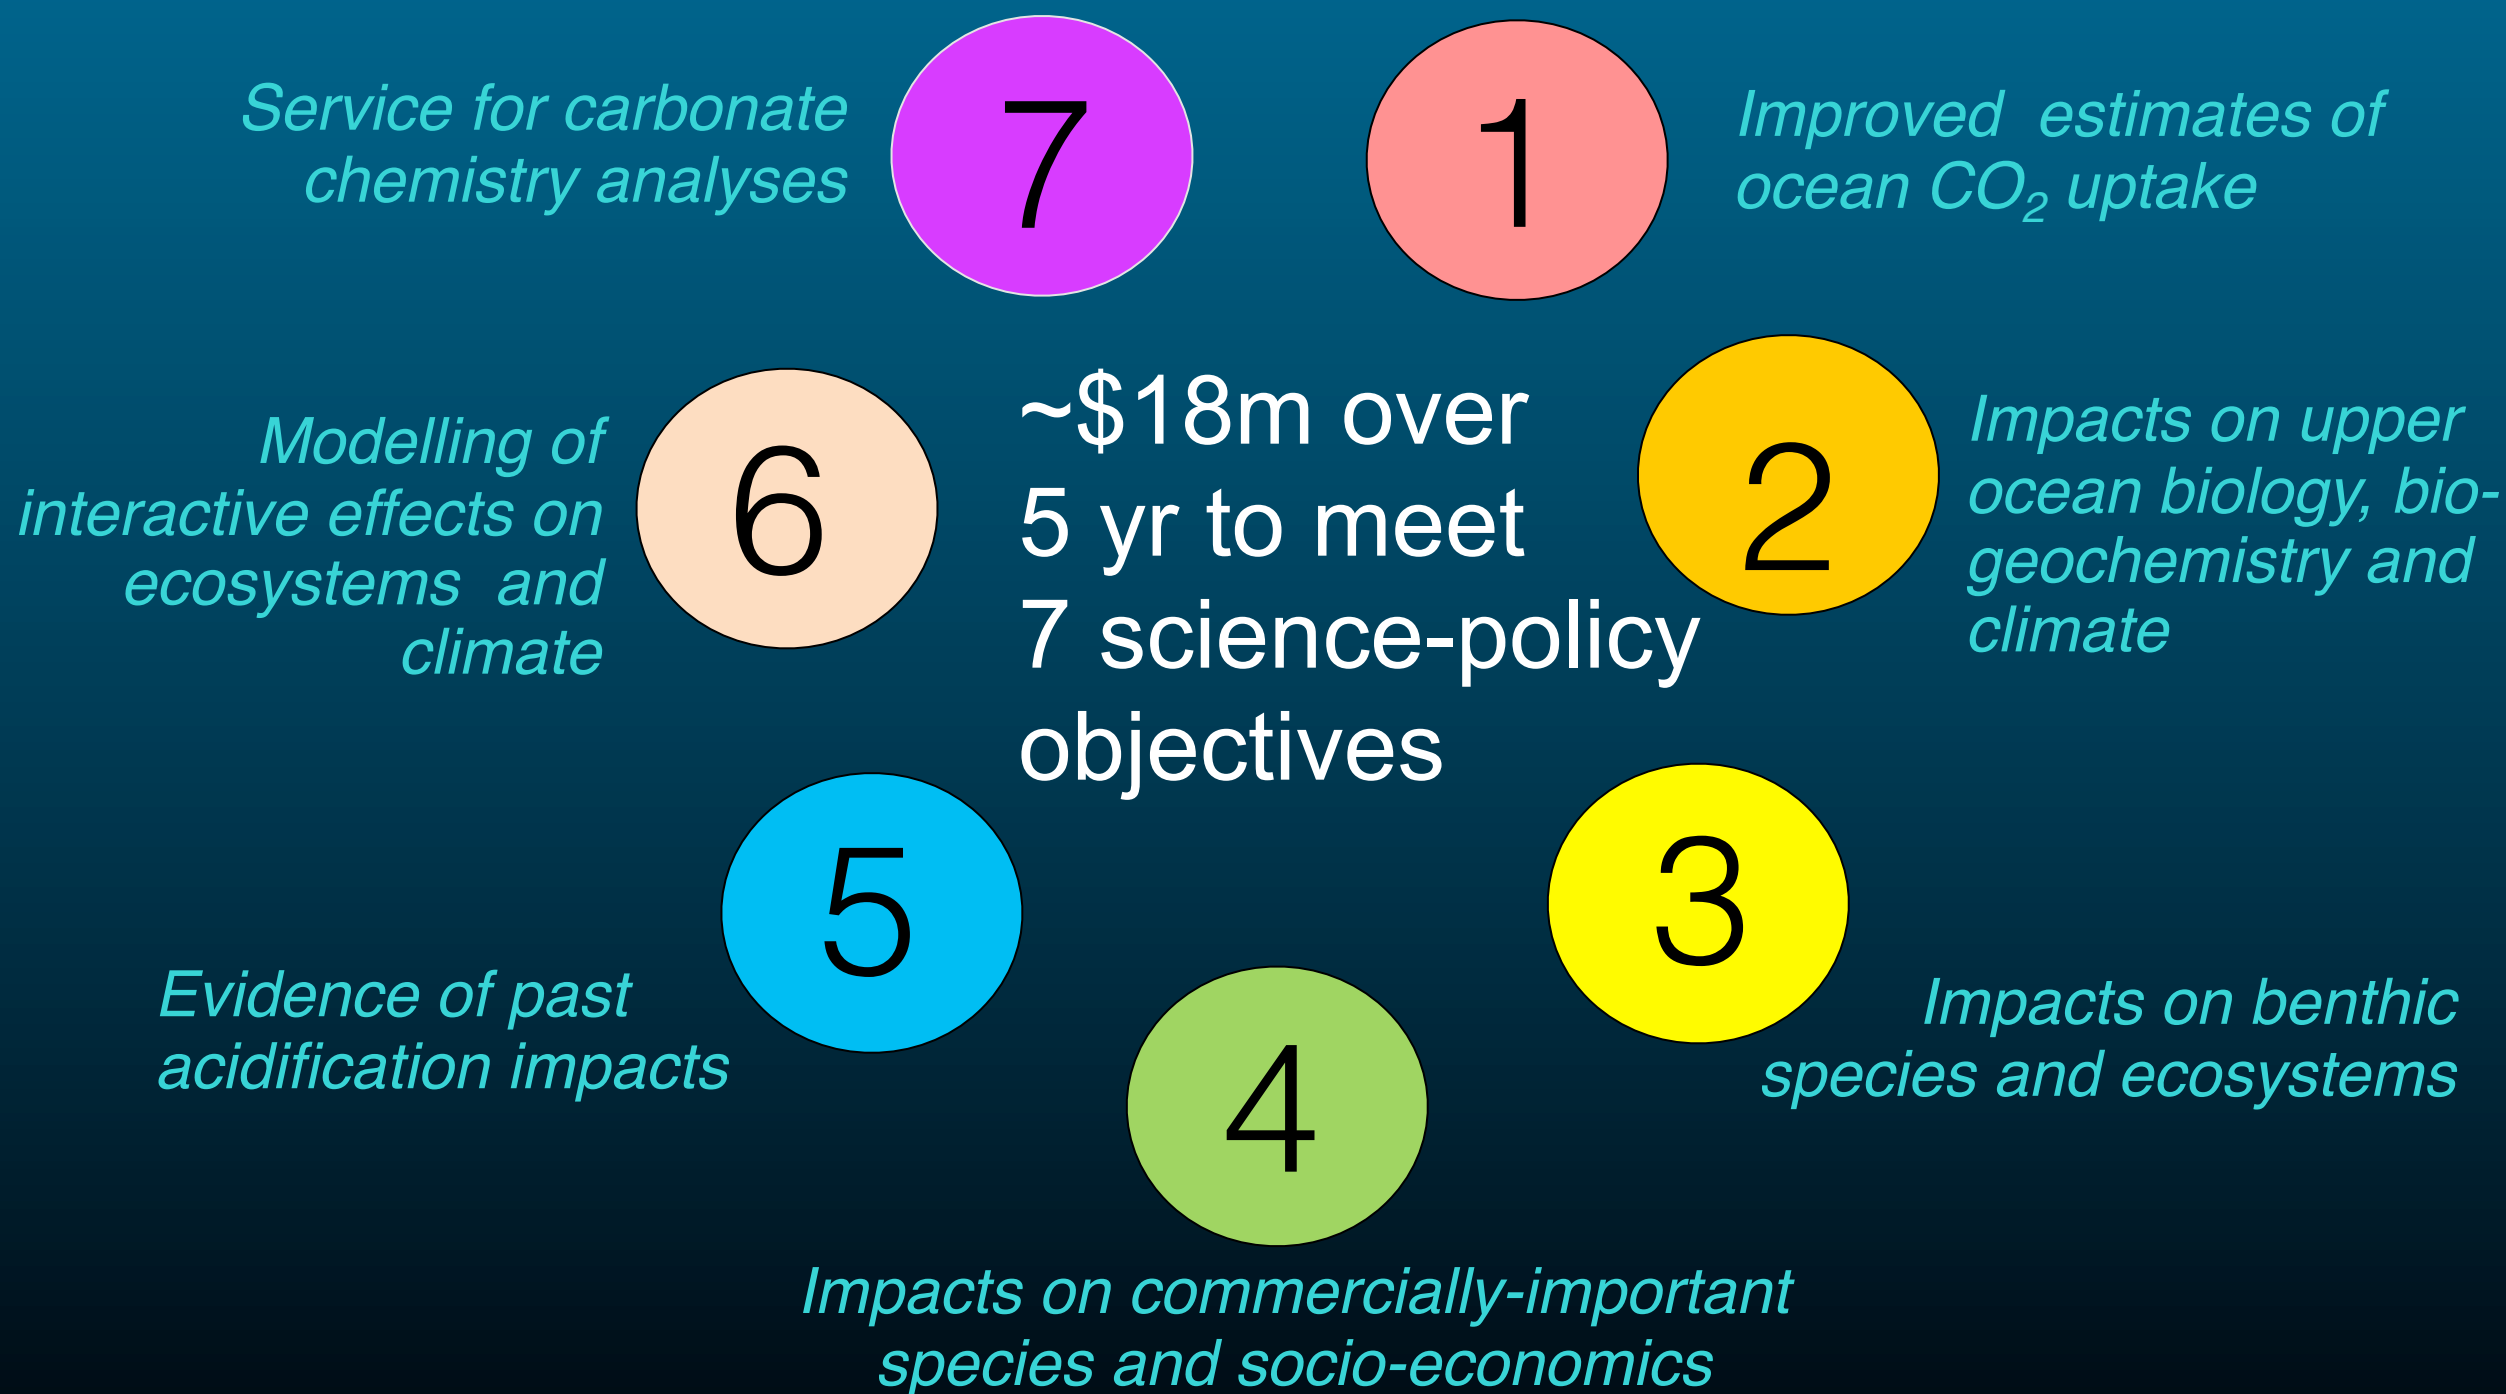 7
Service for carbonate
chemistry analyses
1
Improved estimates of
ocean CO₂ uptake
~$18m over
5 yr to meet
7 science-policy
objectives
6
Modelling of
interactive effects on
ecosystems and
climate
2
Impacts on upper
ocean biology, bio-
geochemistry and
climate
5
Evidence of past
acidification impacts
3
Impacts on benthic
species and ecosystems
4
Impacts on commercially-important
species and socio-economics